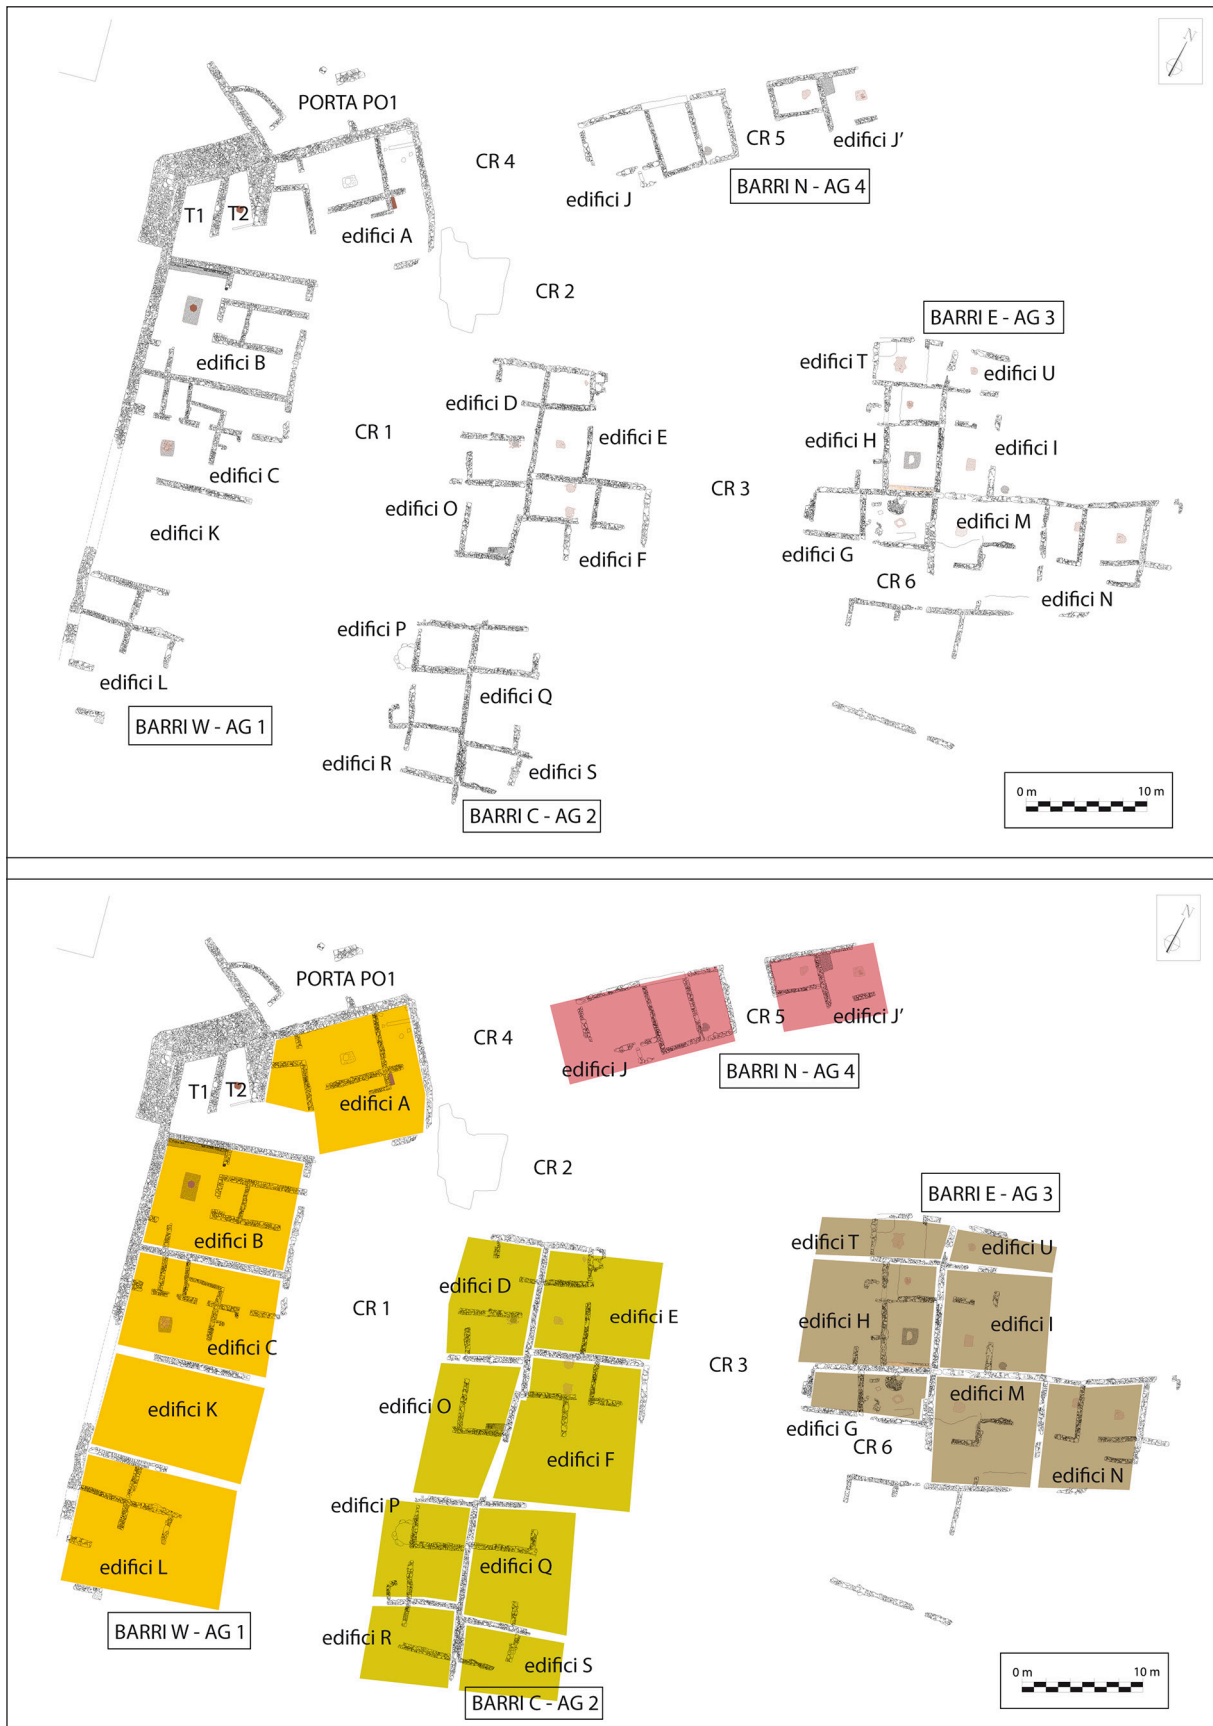 N
PORTA PO1
CR 5
edifici J'
CR 4
BARRI N - AG 4
edifici J
T1
T2
edifici A
CR 2
BARRI E - AG 3
edifici B
edifici T
edifici U
edifici D
CR 1
edifici E
edifici H
edifici I
edifici C
CR 3
edifici O
edifici M
edifici K
edifici G
edifici F
CR 6
edifici N
edifici P
edifici L
edifici Q
BARRI W - AG 1
edifici R
edifici S
0 m
10 m
BARRI C - AG 2
N
PORTA PO1
CR 5
edifici J'
CR 4
edifici J
BARRI N - AG 4
T1
T2
edifici A
CR 2
BARRI E - AG 3
edifici B
edifici T
edifici U
edifici D
CR 1
edifici E
edifici H
edifici I
edifici C
CR 3
edifici K
edifici O
edifici M
edifici G
CR 6
edifici F
edifici N
edifici P
edifici L
edifici Q
BARRI W - AG 1
edifici R
edifici S
0 m
10 m
BARRI C - AG 2